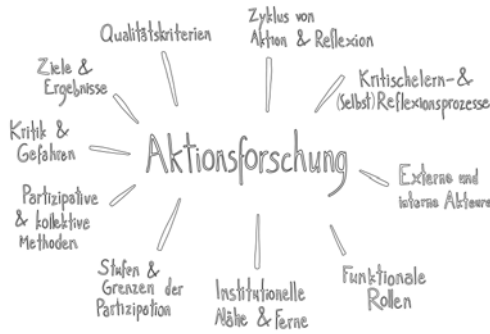 Zyklus von
Aktion & Reflexion
Qualitätskriterien
Kritischelern- &
(Selbst)Reflexionsprozesse
Ziele &
Ergebnisse
Kritik &
Gefahren
Aktionsforschung
Externe und
interne Akteure
Partizipative
& kollektive
Methoden
Stufen &
Grenzen der
Partizipation
Institutionelle
Nähe & Ferne
Funktionale
Rollen